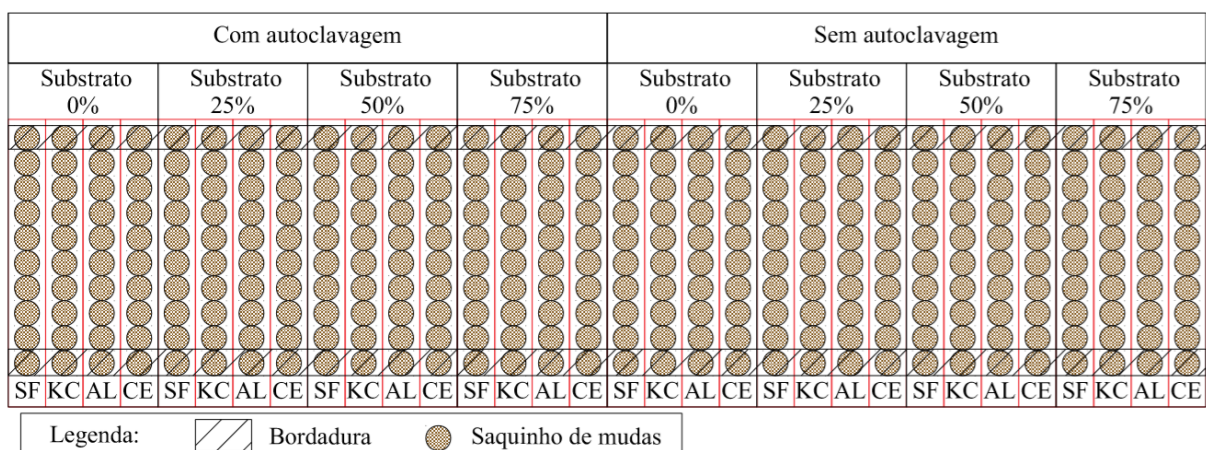 Com autoclavagem Sem autoclavagem
Substrato Substrato Substrato Substrato Substrato Substrato Substrato Substrato
0% 25% 50% 75% 0% 25% 50% 75%
SF KC AL CE SF KC AL CE SF KC AL CE SF KC AL CE SF KC AL CE SF KC AL CE SF KC AL CE SF KC AL CE
Legenda: Bordadura Saquinho de mudas